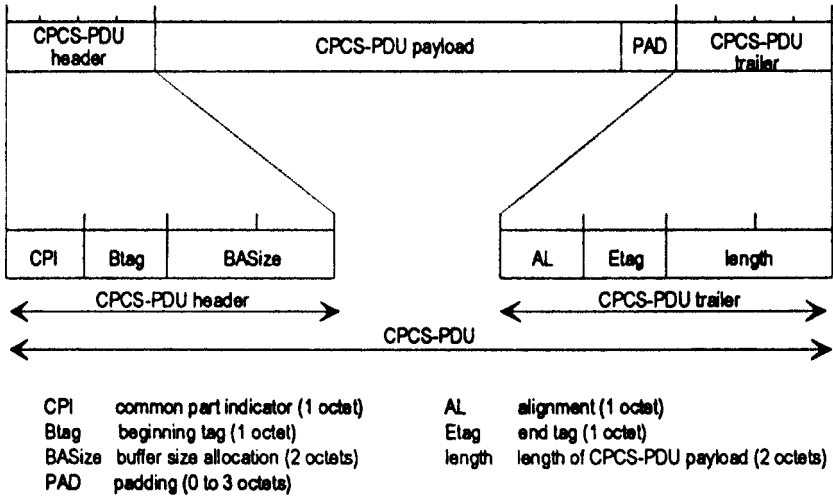 CPCS-PDU header
CPCS-PDU payload
PAD
CPCS-PDU trailer
CPI
Btag
BASize
AL
Etag
length
CPCS-PDU header
CPCS-PDU trailer
CPCS-PDU
CPI common part indicator (1 octet)
Btag beginning tag (1 octet)
BASize buffer size allocation (2 octets)
PAD padding (0 to 3 octets)
AL alignment (1 octet)
Etag end tag (1 octet)
length length of CPCS-PDU payload (2 octets)